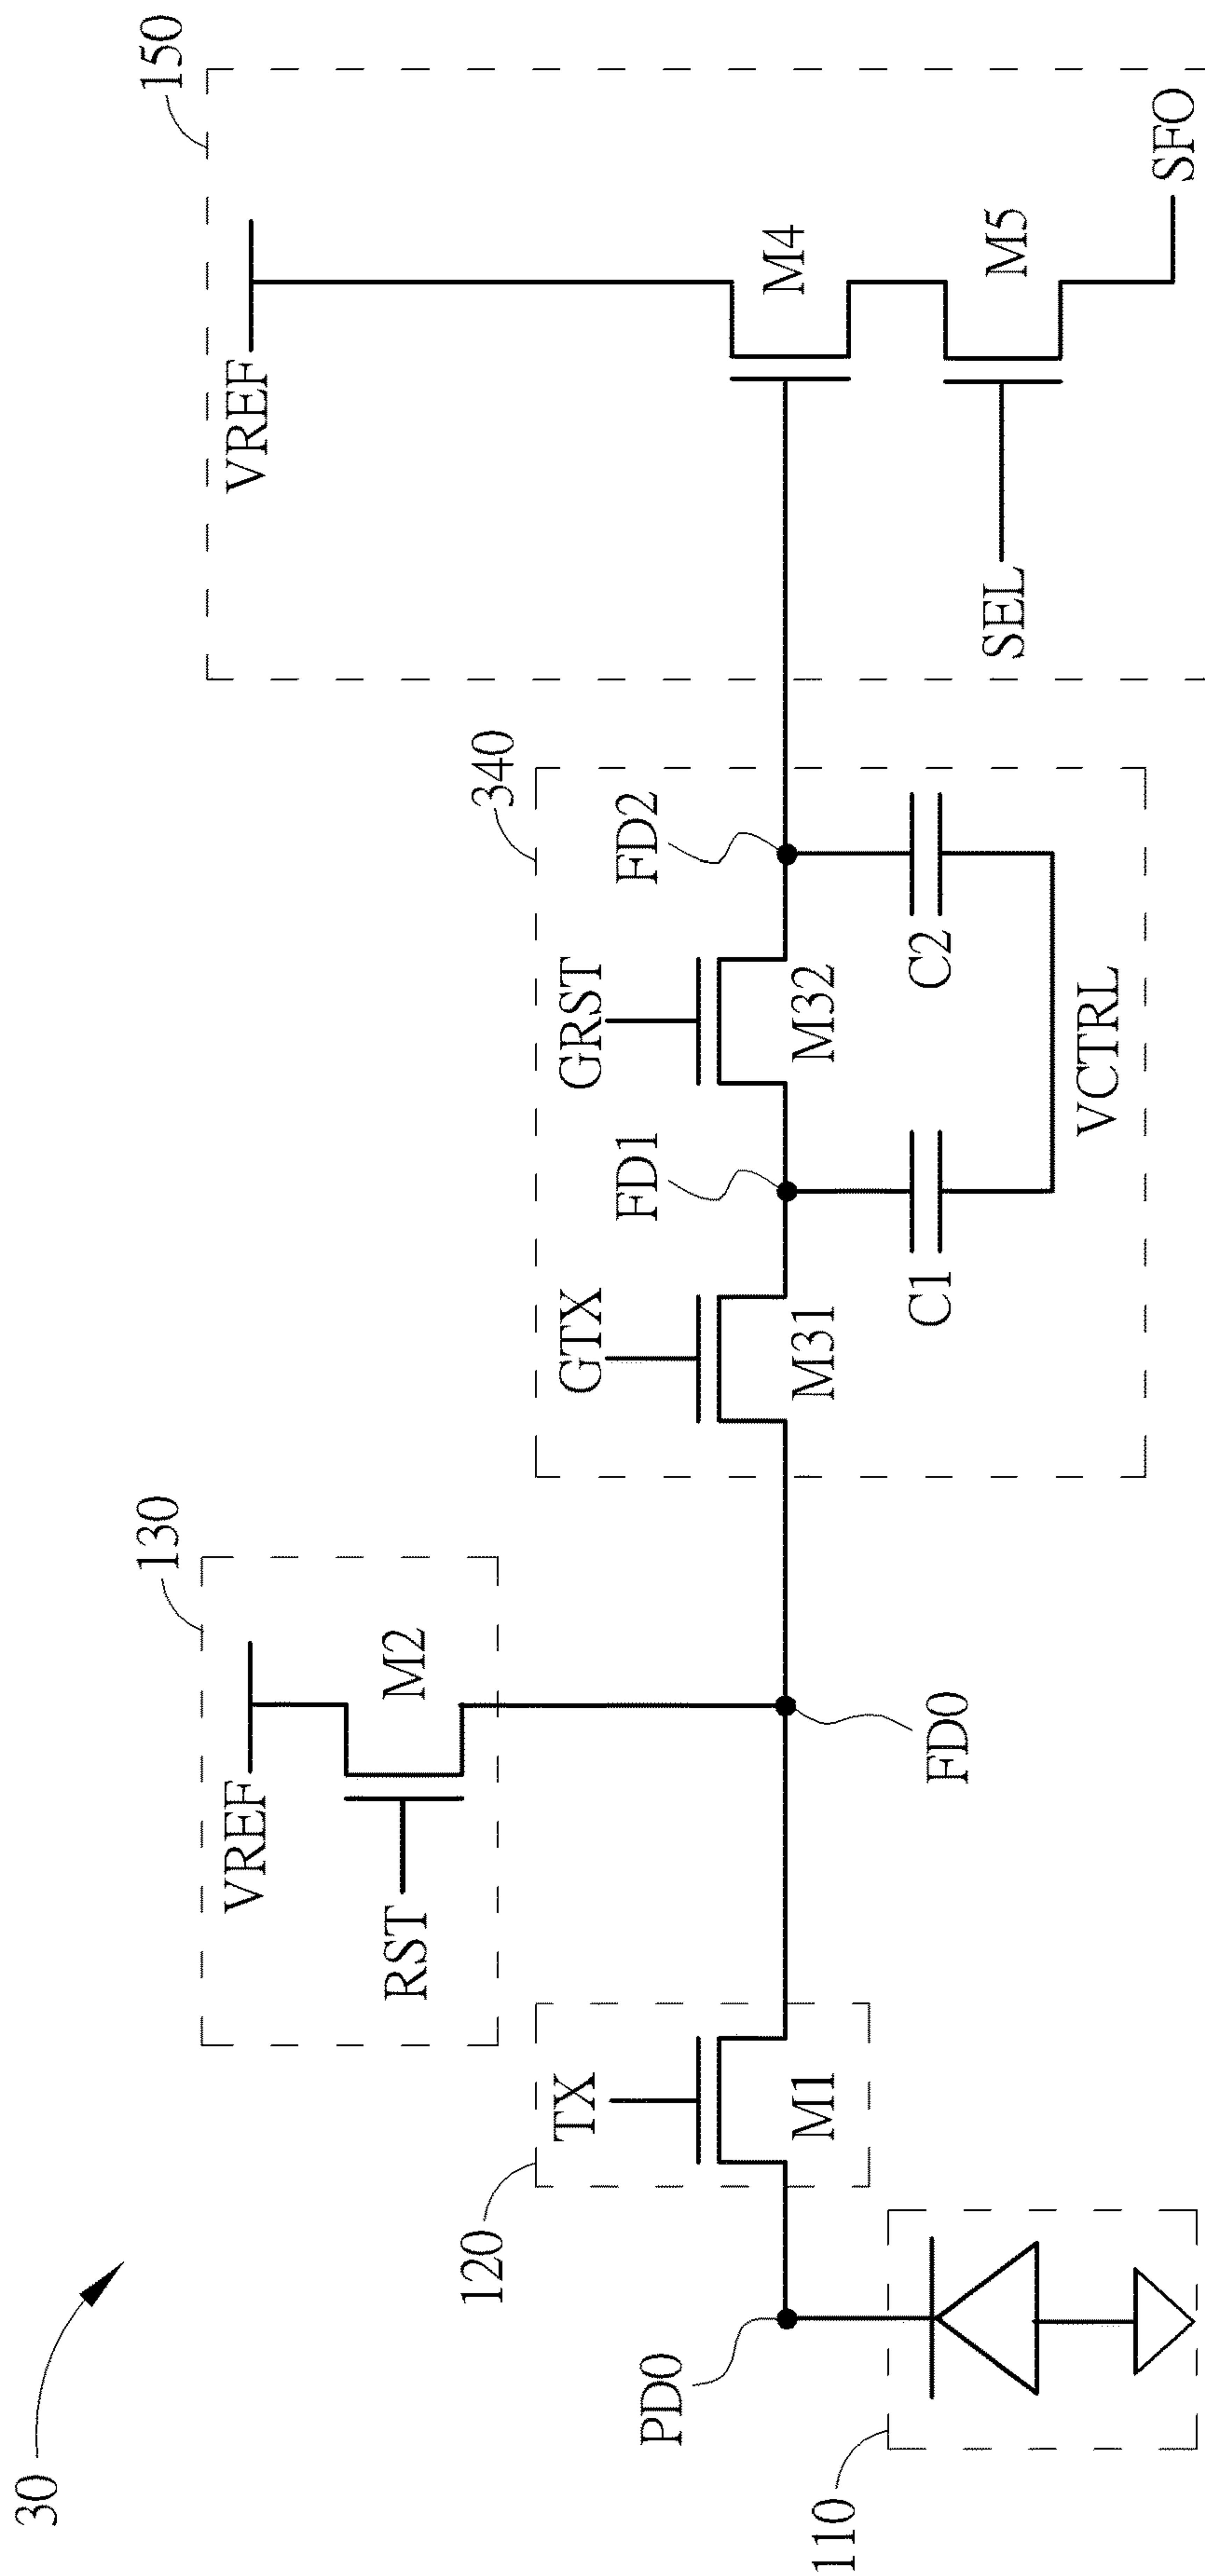 30
110
PD0
120
TX
M1
130
VREF
RST
M2
FD0
340
GTX
M31
FD1
GRST
M32
FD2
C1
C2
VCTRL
150
VREF
M4
SEL
M5
SFO